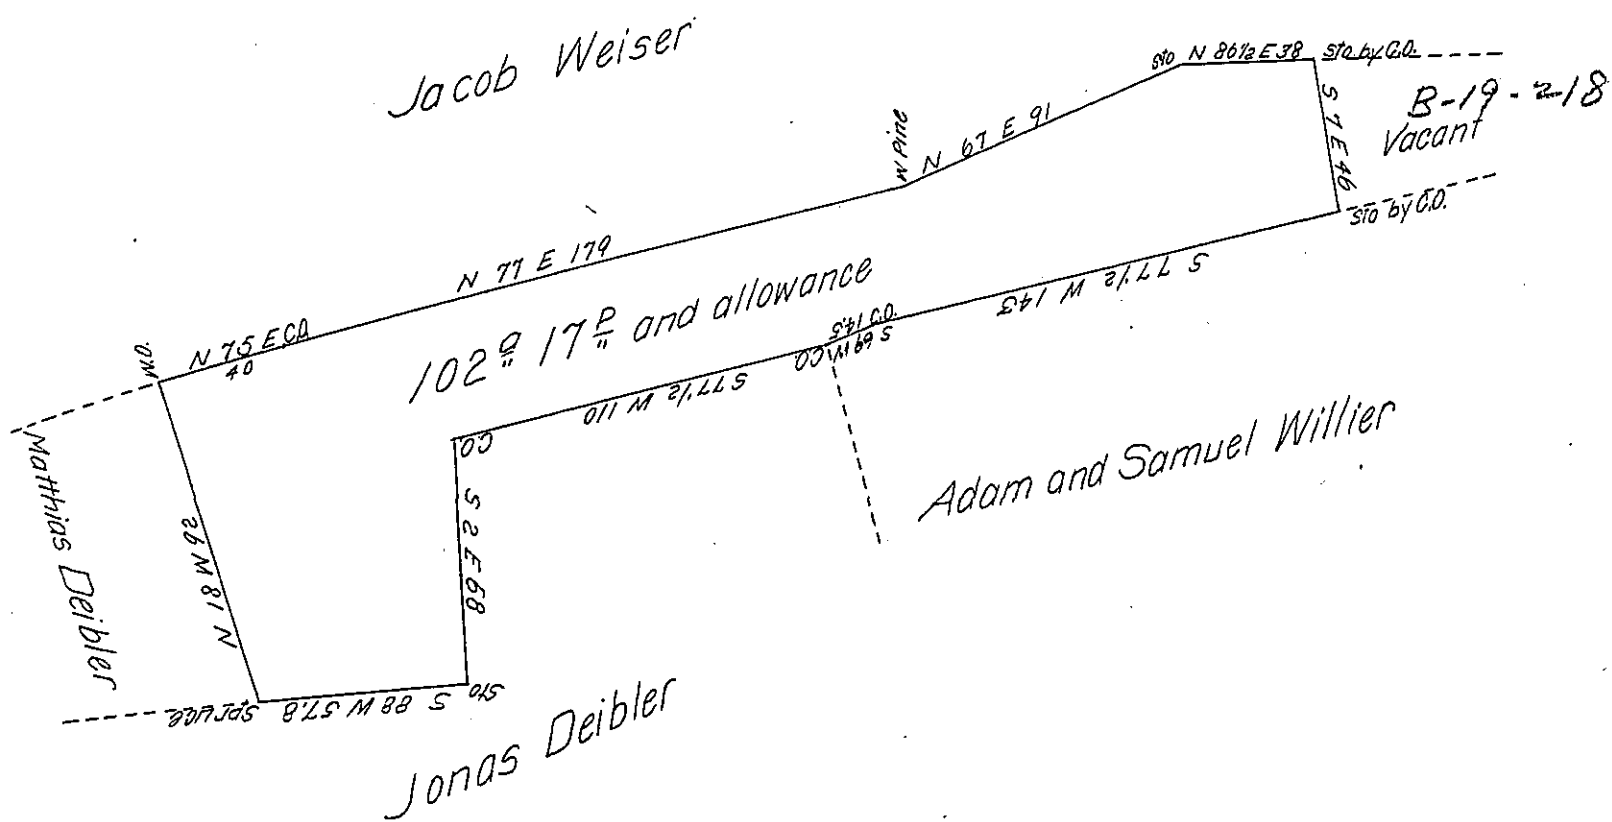 Jacob Weiser
Sto N 86½ E 38 Sto by C.O.
B-19-218
Vacant
S 7 E 46
Sto by C.O.
W Pine
N 67 E 91
N 77 E 179
N 75 E C.O.
40
W.O.
102 a 17 P and allowance
S 77½ W 143
C.O.
S 69 W 14.5
C.O.
S 77½ W 110
C.O.
Adam and Samuel Willier
S 2 E 68
Sto
S 88 W 57.8
Spruce
N 18 W 92
Matthias Deibler
Jonas Deibler